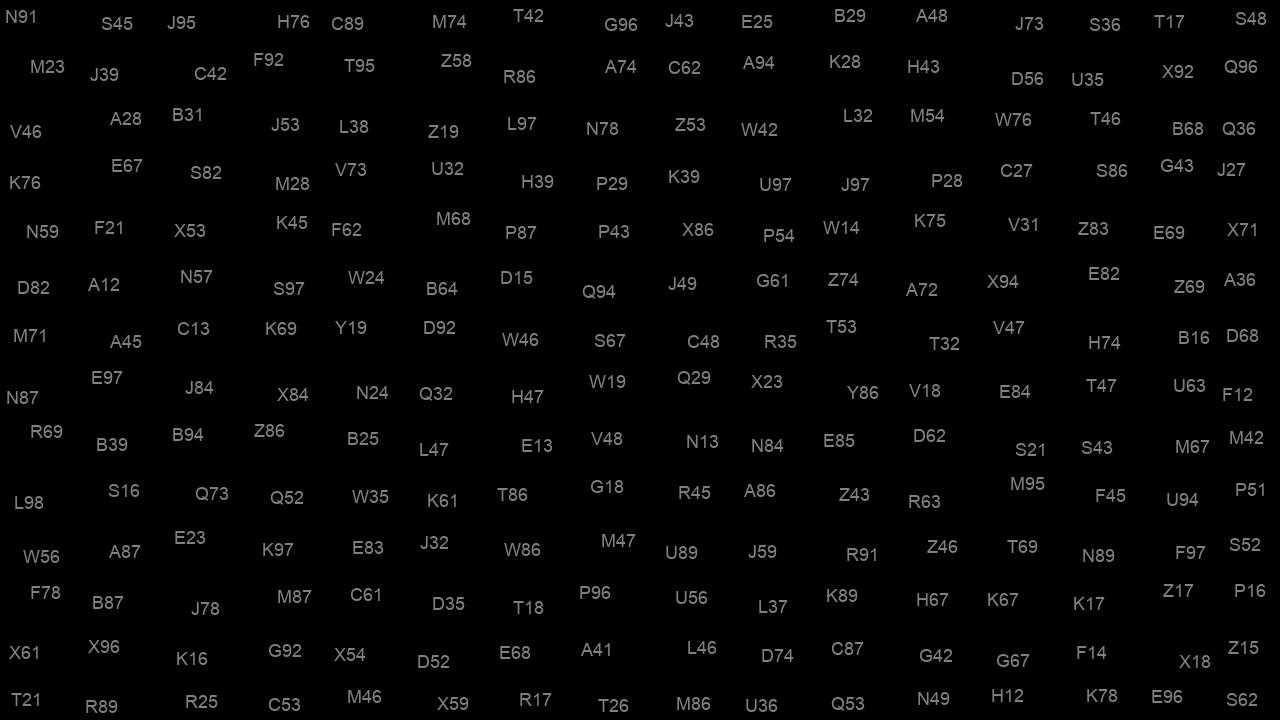 N91 S45 J95 H76 C89 M74 T42 G96 J43 E25 B29 A48 J73 S36 T17 S48
M23 J39 C42 F92 T95 Z58 R86 A74 C62 A94 K28 H43 D56 U35 X92 Q96
V46 A28 B31 J53 L38 Z19 L97 N78 Z53 W42 L32 M54 W76 T46 B68 Q36
K76 E67 S82 M28 V73 U32 H39 P29 K39 U97 J97 P28 C27 S86 G43 J27
N59 F21 X53 K45 F62 M68 P87 P43 X86 P54 W14 K75 V31 Z83 E69 X71
D82 A12 N57 S97 W24 B64 D15 Q94 J49 G61 Z74 A72 X94 E82 Z69 A36
M71 A45 C13 K69 Y19 D92 W46 S67 C48 R35 T53 T32 V47 H74 B16 D68
N87 E97 J84 X84 N24 Q32 H47 W19 Q29 X23 Y86 V18 E84 T47 U63 F12
R69 B39 B94 Z86 B25 L47 E13 V48 N13 N84 E85 D62 S21 S43 M67 M42
L98 S16 Q73 Q52 W35 K61 T86 G18 R45 A86 Z43 R63 M95 F45 U94 P51
W56 A87 E23 K97 E83 J32 W86 M47 U89 J59 R91 Z46 T69 N89 F97 S52
F78 B87 J78 M87 C61 D35 T18 P96 U56 L37 K89 H67 K67 K17 Z17 P16
X61 X96 K16 G92 X54 D52 E68 A41 L46 D74 C87 G42 G67 F14 X18 Z15
T21 R89 R25 C53 M46 X59 R17 T26 M86 U36 Q53 N49 H12 K78 E96 S62